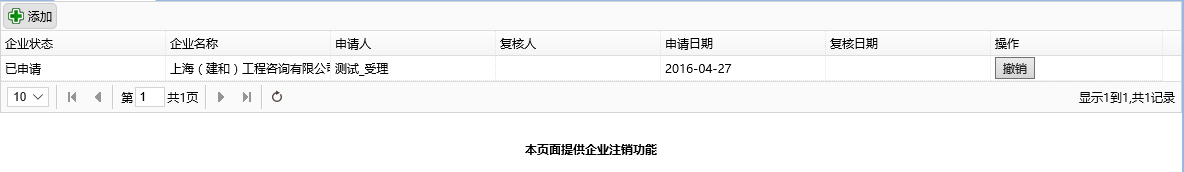 添加
企业状态 企业名称 申请人 复核人 申请日期 复核日期 操作
已申请 上海（建和）工程咨询有限公司 测试_受理 2016-04-27 撤销
10 第 1 共1页 显示1到1,共1记录
本页面提供企业注销功能